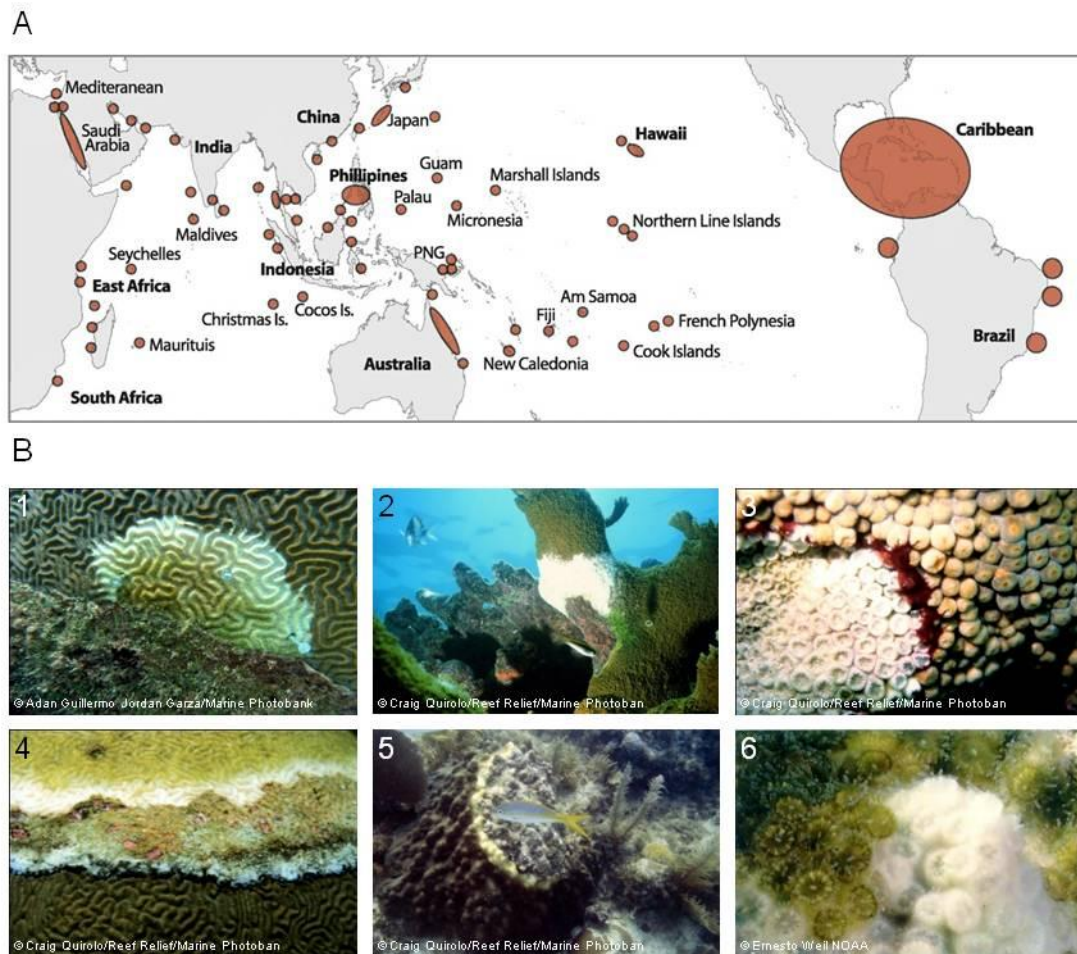 A
Mediteranean
Saudi
Arabia
India
China
Japan
Hawaii
Caribbean
Phillipines
Guam
Marshall Islands
Palau
Micronesia
Northern Line Islands
Maldives
Seychelles
Indonesia
PNG
East Africa
Christmas Is.
Cocos Is.
Am Samoa
Fiji
French Polynesia
Maurituis
Australia
New Caledonia
Cook Islands
Brazil
South Africa
B
1
© Adan Guillermo Jordan Garza/Marine Photobank
2
© Craig Quirolo/Reef Relief/Marine Photoban
3
© Craig Quirolo/Reef Relief/Marine Photoban
4
© Craig Quirolo/Reef Relief/Marine Photoban
5
© Craig Quirolo/Reef Relief/Marine Photoban
6
© Ernesto Weil NOAA